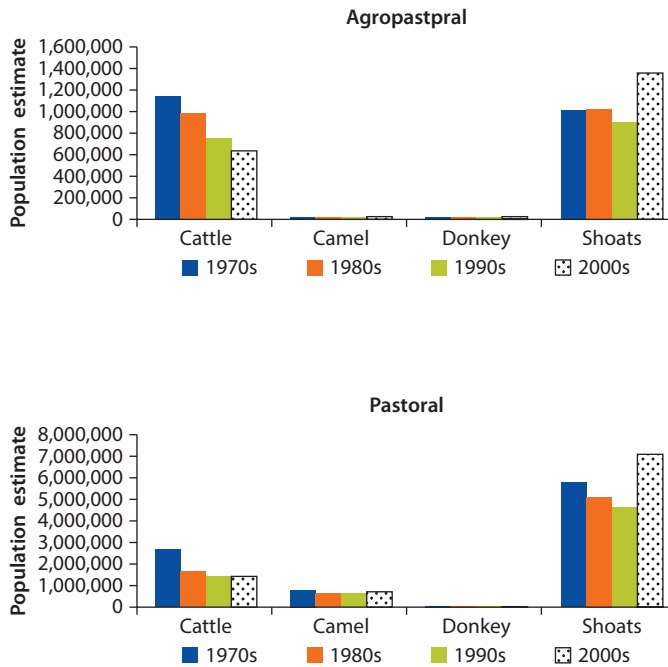 Agropastpral
Population estimate
1,600,000
1,400,000
1,200,000
1,000,000
800,000
600,000
400,000
200,000
0
Cattle Camel Donkey Shoats
1970s 1980s 1990s 2000s
Pastoral
Population estimate
8,000,000
7,000,000
6,000,000
5,000,000
4,000,000
3,000,000
2,000,000
1,000,000
0
Cattle Camel Donkey Shoats
1970s 1980s 1990s 2000s